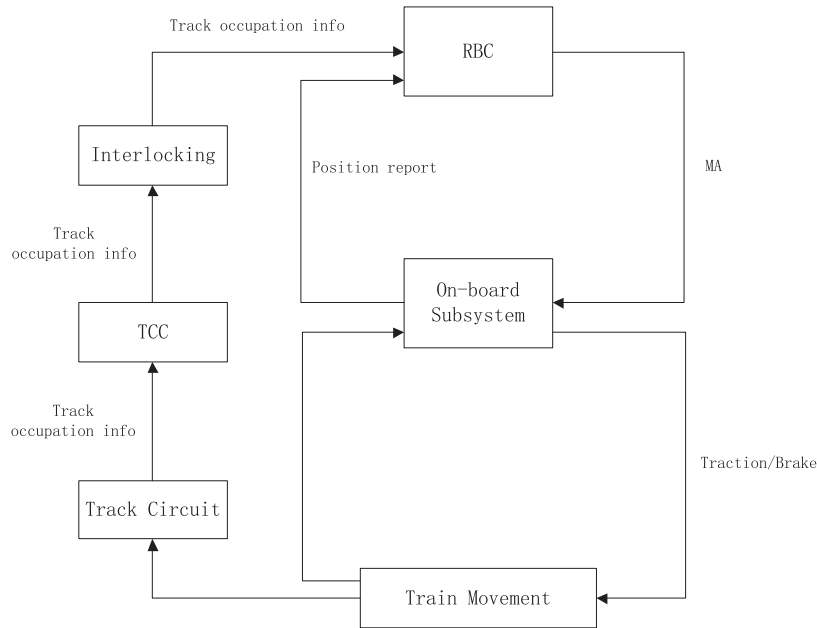 Track occupation info
RBC
Interlocking
Position report
MA
Track
occupation info
On-board
Subsystem
TCC
Track
occupation info
Traction/Brake
Track Circuit
Train Movement